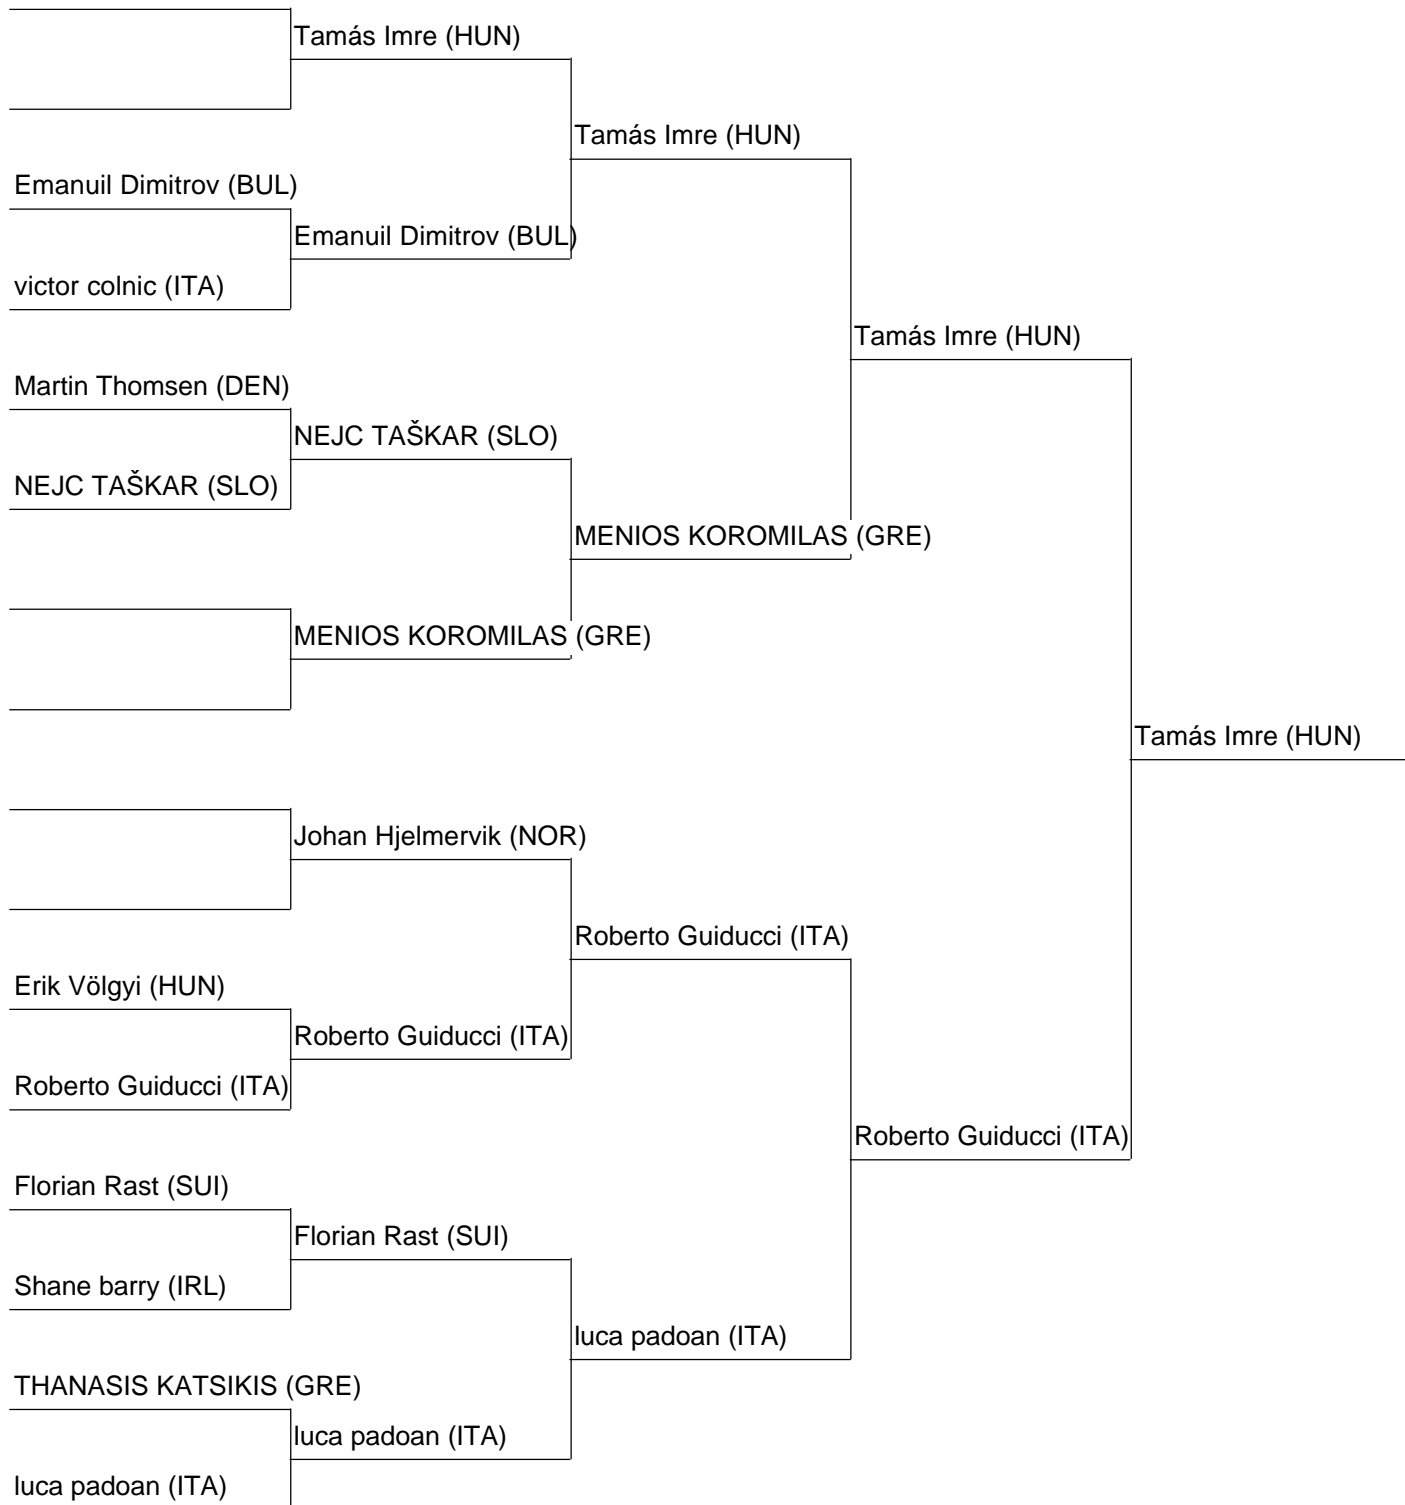 Tamás Imre (HUN)
Tamás Imre (HUN)
Emanuil Dimitrov (BUL)
Emanuil Dimitrov (BUL)
victor colnic (ITA)
Tamás Imre (HUN)
Martin Thomsen (DEN)
NEJC TAŠKAR (SLO)
NEJC TAŠKAR (SLO)
MENIOS KOROMILAS (GRE)
MENIOS KOROMILAS (GRE)
Tamás Imre (HUN)
Johan Hjelmervik (NOR)
Roberto Guiducci (ITA)
Erik Völgyi (HUN)
Roberto Guiducci (ITA)
Roberto Guiducci (ITA)
Roberto Guiducci (ITA)
Florian Rast (SUI)
Florian Rast (SUI)
Shane barry (IRL)
luca padoan (ITA)
THANASIS KATSIKIS (GRE)
luca padoan (ITA)
luca padoan (ITA)